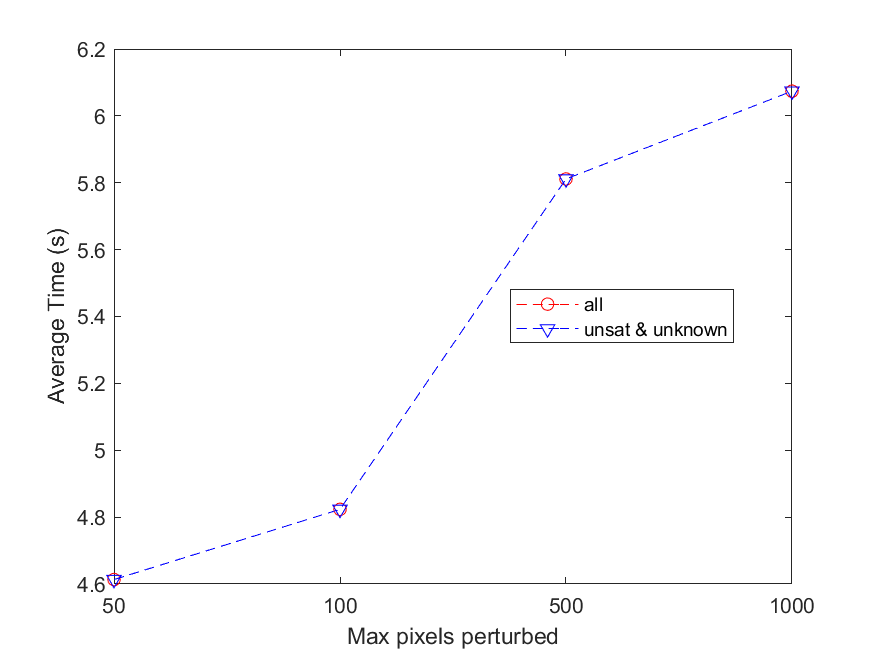 6.2
6
5.8
5.6
5.4
5.2
5
4.8
4.6
Average Time (s)
all
unsat & unknown
50 100 500 1000
Max pixels perturbed